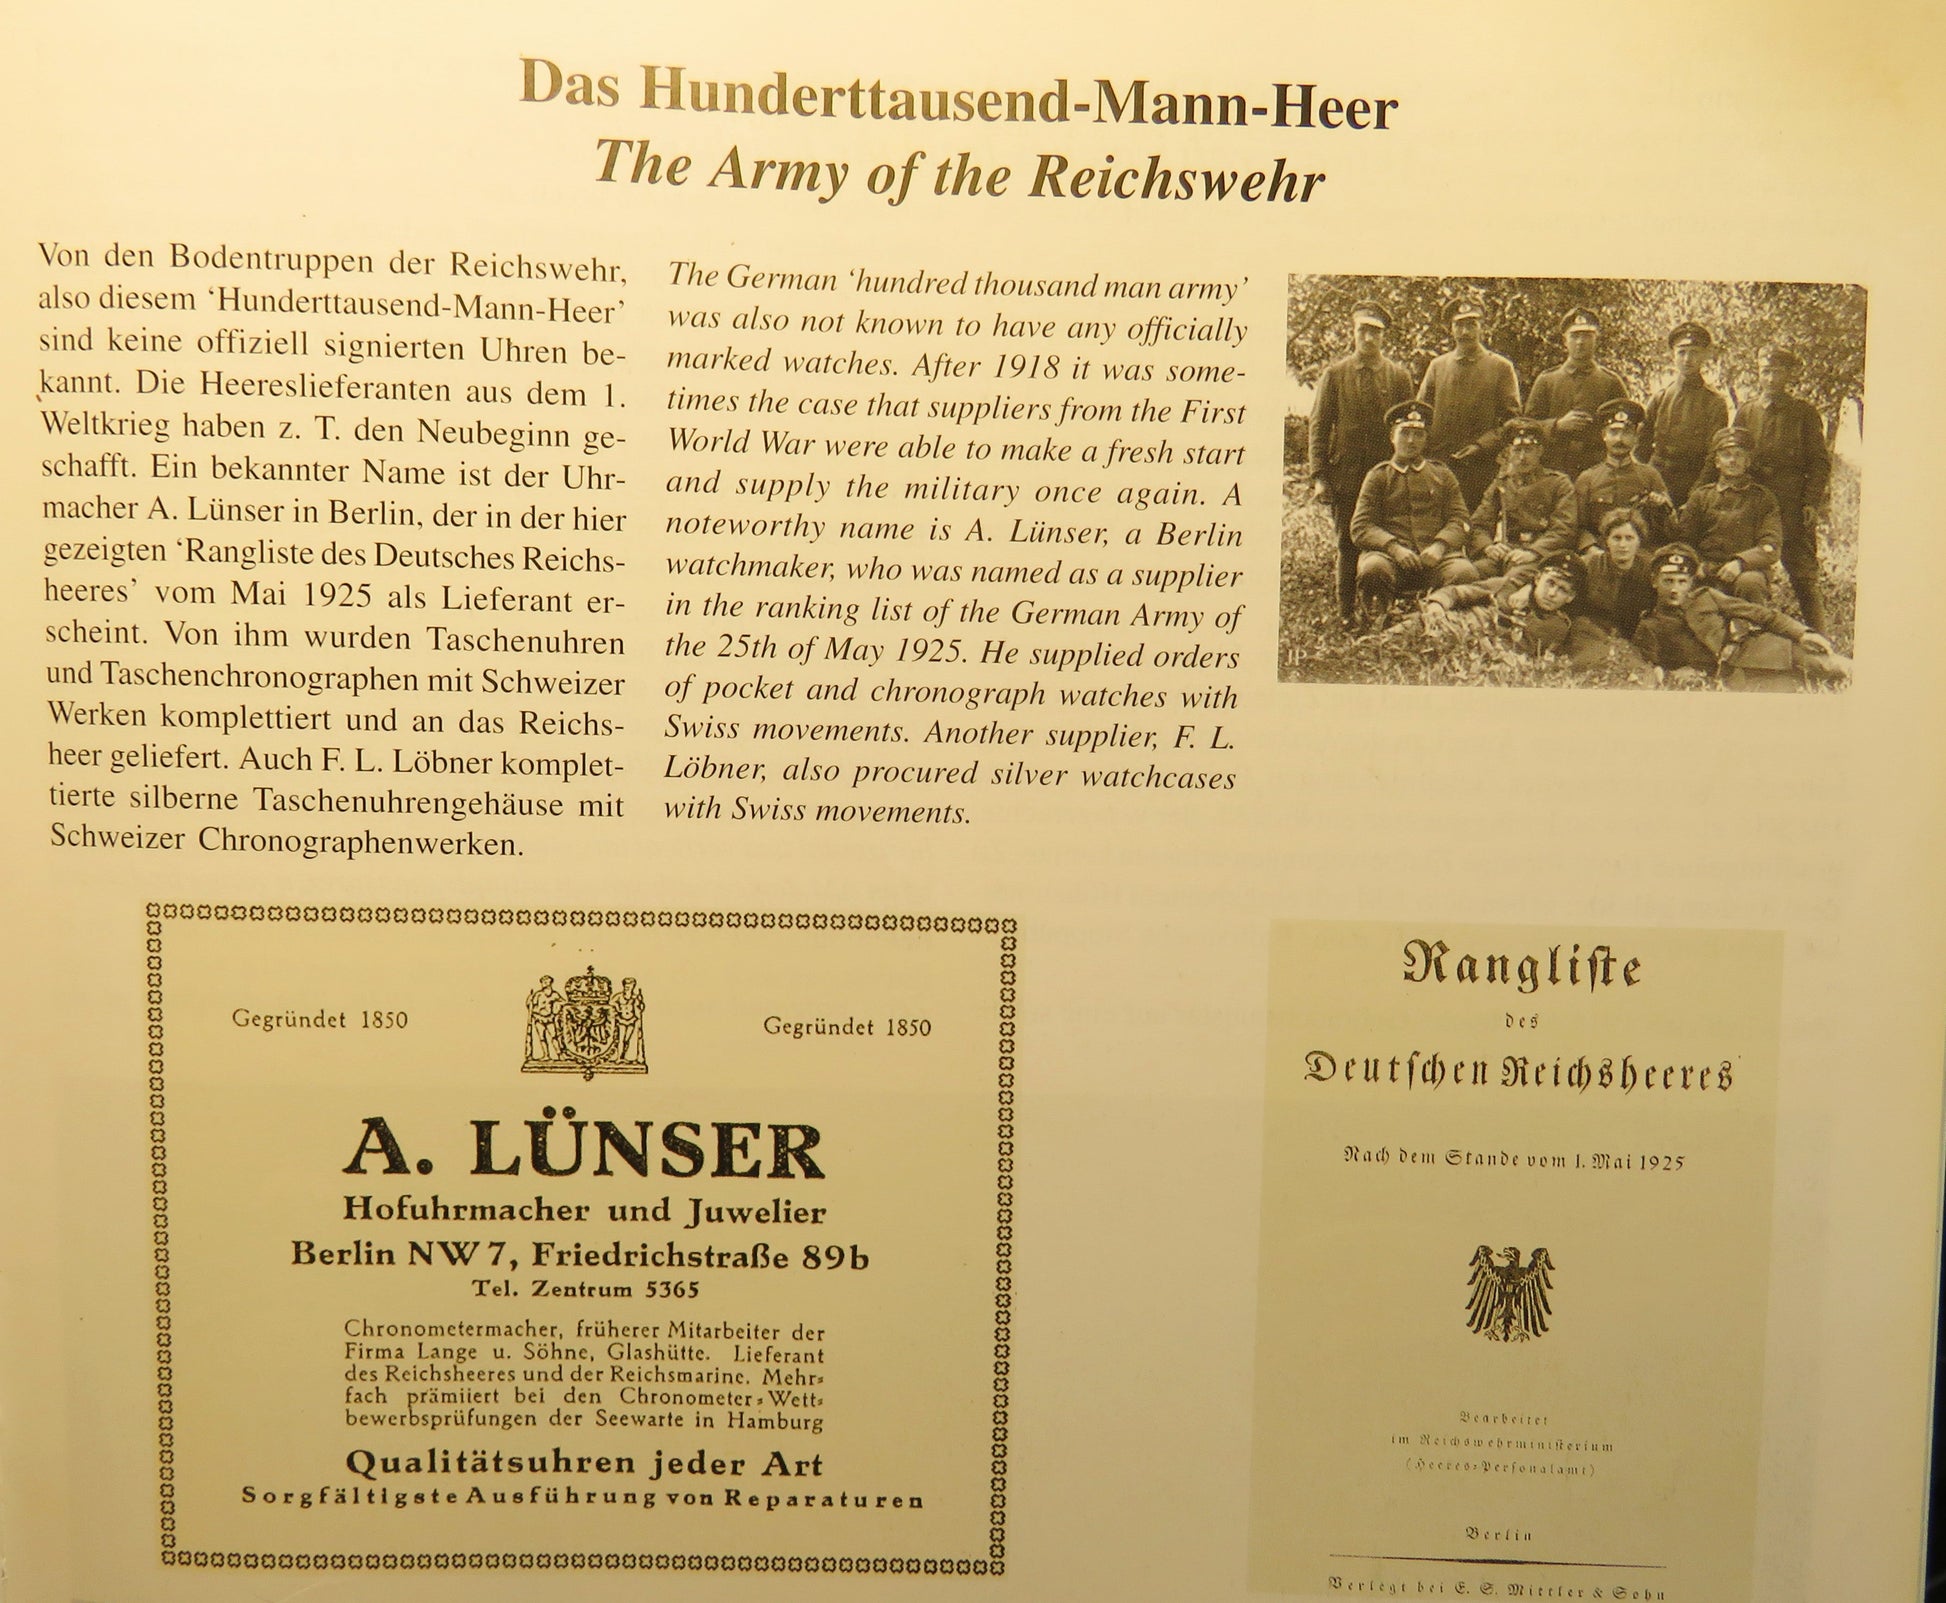 Das Hunderttausend-Mann-Heer
The Army of the Reichswehr
Von den Bodentruppen der Reichswehr,
also diesem ‘Hunderttausend-Mann-Heer’
sind keine offiziell signierten Uhren be-
kannt. Die Heereslieferanten aus dem 1.
Weltkrieg haben z. T. den Neubeginn ge-
schafft. Ein bekannter Name ist der Uhr-
macher A. Lünser in Berlin, der in der hier
gezeigten ‘Rangliste des Deutsches Reichs-
heeres’ vom Mai 1925 als Lieferant er-
scheint. Von ihm wurden Taschenuhren
und Taschenchronographen mit Schweizer
Werken komplettiert und an das Reichs-
heer geliefert. Auch F. L. Löbner komplet-
tierte silberne Taschenuhrengehäuse mit
Schweizer Chronographenwerken.
The German ‘hundred thousand man army’
was also not known to have any officially
marked watches. After 1918 it was some-
times the case that suppliers from the First
World War were able to make a fresh start
and supply the military once again. A
noteworthy name is A. Lünser, a Berlin
watchmaker, who was named as a supplier
in the ranking list of the German Army of
the 25th of May 1925. He supplied orders
of pocket and chronograph watches with
Swiss movements. Another supplier, F. L.
Löbner, also procured silver watchcases
with Swiss movements.
JP
Gegründet 1850
Gegründet 1850
A. LÜNSER
Hofuhrmacher und Juwelier
Berlin NW 7, Friedrichstraße 89b
Tel. Zentrum 5365
Chronometermacher, früherer Mitarbeiter der
Firma Lange u. Söhne, Glashütte. Lieferant
des Reichsheeres und der Reichsmarine. Mehr-
fach prämiiert bei den Chronometer-Wett-
bewerbsprüfungen der Seewarte in Hamburg
Qualitätsuhren jeder Art
Sorgfältigste Ausführung von Reparaturen
Rangliste
des
Deutschen Reichsheeres
Nach dem Stande vom 1. Mai 1925
Bearbeitet
im Reichswehrministerium
(Heeres-Personalamt)
Berlin
Verlegt bei E. S. Mittler & Sohn